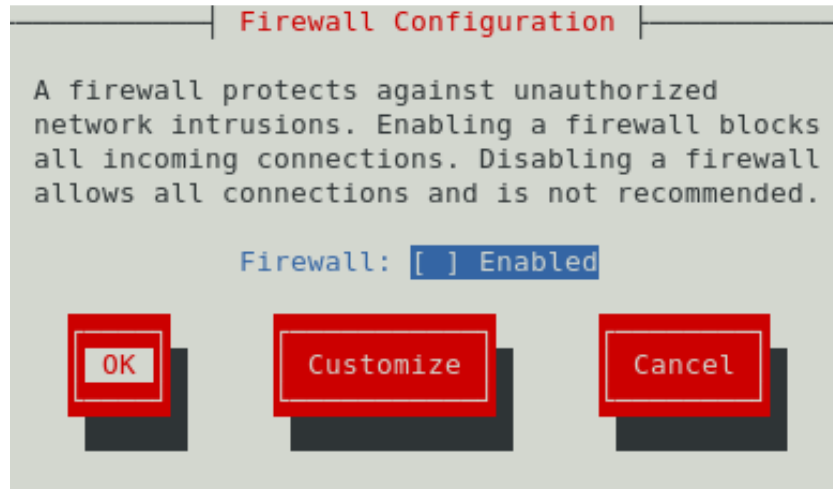 Firewall Configuration
A firewall protects against unauthorized
network intrusions. Enabling a firewall blocks
all incoming connections. Disabling a firewall
allows all connections and is not recommended.
Firewall: [ ] Enabled
OK Customize Cancel